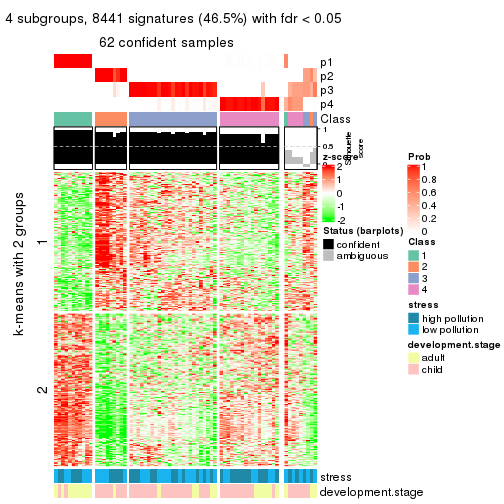 4 subgroups, 8441 signatures (46.5%) with fdr < 0.05
62 confident samples
p1
p2
p3
p4
Class
1
0.5
0
Silhouette
score
k-means with 2 groups
1
2
stress
development.stage
z-score
2
1
0
-1
-2
Status (barplots)
confident
ambiguous
Prob
1
0.8
0.6
0.4
0.2
0
Class
1
2
3
4
stress
high pollution
low pollution
development.stage
adult
child